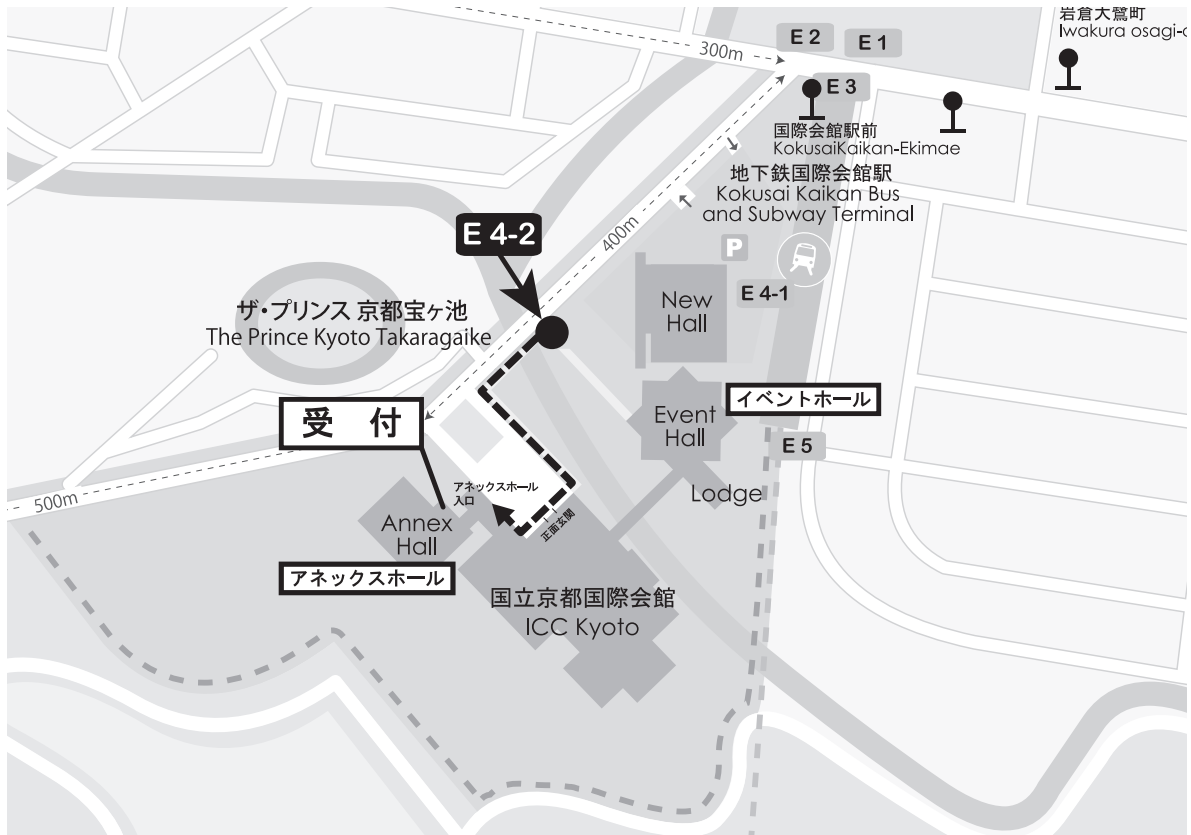 岩倉大鷺町
Iwakura osagi-c
300m
E 2
E 1
E 3
国際会館駅前
KokusaiKaikan-Ekimae
地下鉄国際会館駅
Kokusai Kaikan Bus
and Subway Terminal
E 4-2
400m
P
E 4-1
New
Hall
ザ・プリンス 京都宝ヶ池
The Prince Kyoto Takaragaike
イベントホール
受 付
Event
Hall
E 5
500m
アネックスホール
入口
Lodge
正面玄関
Annex
Hall
アネックスホール
国立京都国際会館
ICC Kyoto